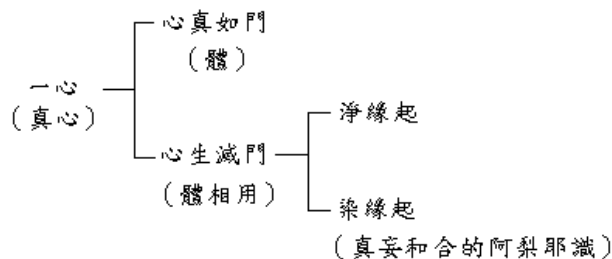 心真如門
(體)
一心
(真心)
心生滅門
(體相用)
淨緣起
染緣起
(真妄和合的阿梨耶識)